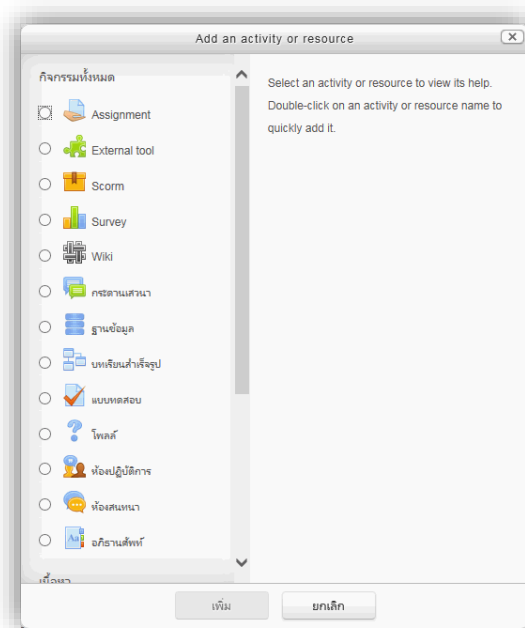 Add an activity or resource
กิจกรรมทั้งหมด
Assignment
External tool
Scorm
Survey
Wiki
กระดานเสวนา
ฐานข้อมูล
บทเรียนสำเร็จรูป
แบบทดสอบ
โพลล์
ห้องปฏิบัติการ
ห้องสนทนา
อภิธานศัพท์
เนื้อหา
Select an activity or resource to view its help.
Double-click on an activity or resource name to
quickly add it.
เพิ่ม
ยกเลิก